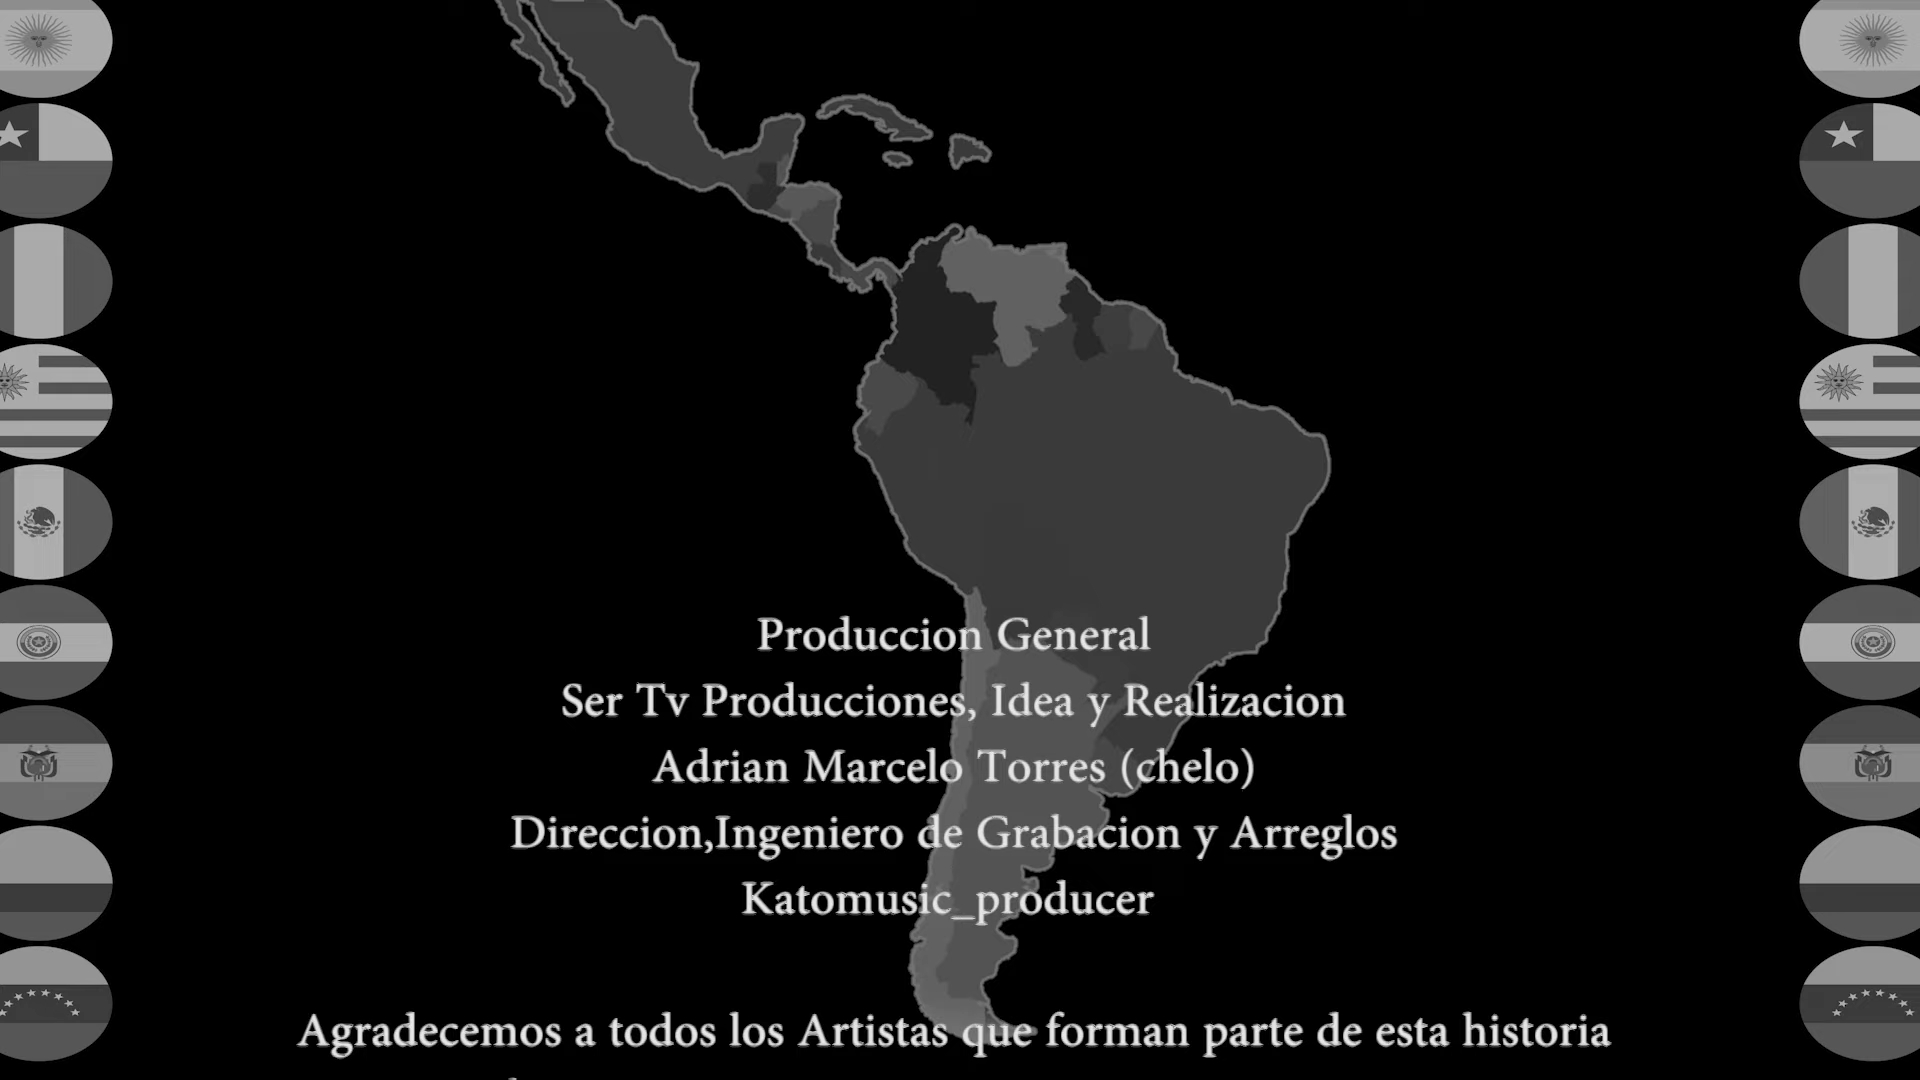 Produccion General
Ser Tv Producciones, Idea y Realizacion
Adrian Marcelo Torres (chelo)
Direccion,Ingeniero de Grabacion y Arreglos
Katomusic_producer
Agradecemos a todos los Artistas que forman parte de esta historia